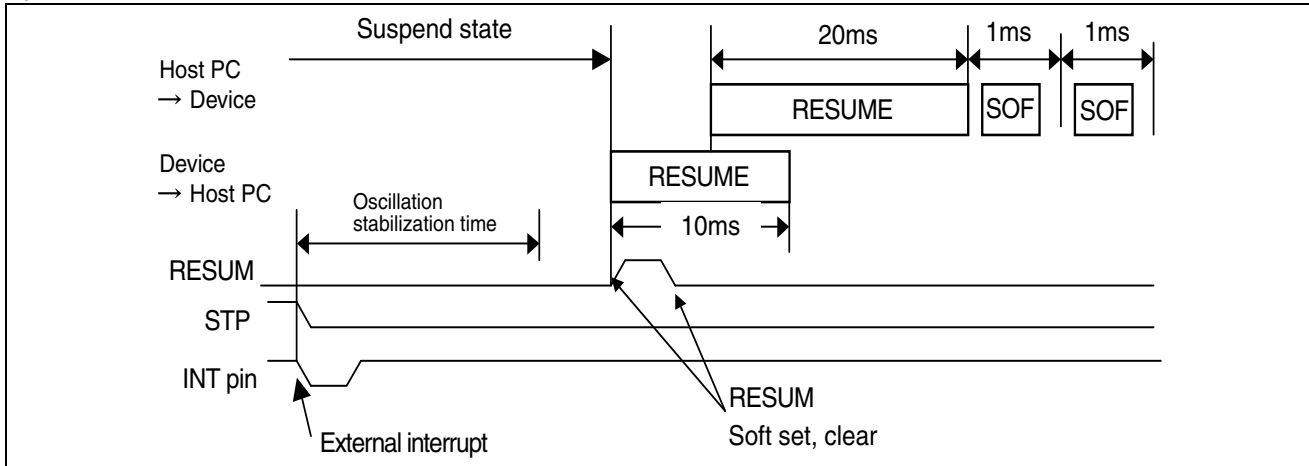 Suspend state
20ms
1ms
1ms
Host PC
→ Device
RESUME
SOF
SOF
Device
→ Host PC
RESUME
Oscillation
stabilization time
10ms
RESUM
STP
INT pin
RESUM
Soft set, clear
External interrupt